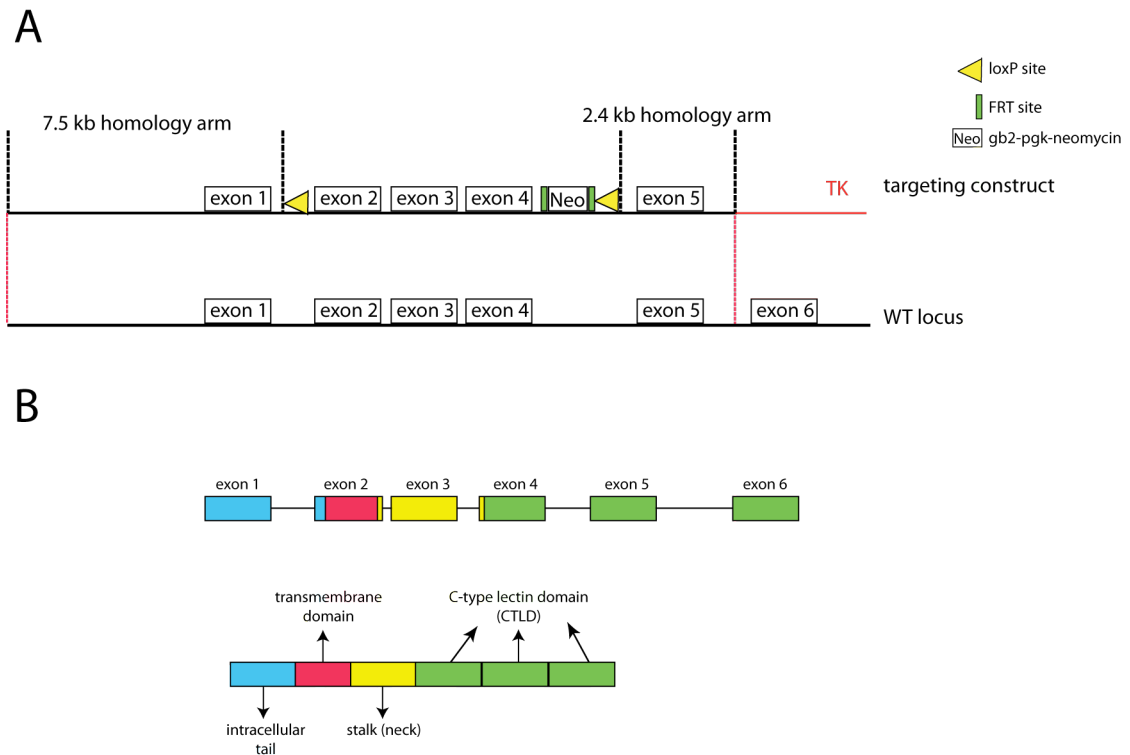 A
loxP site
FRT site
Neo gb2-pgk-neomycin
7.5 kb homology arm
2.4 kb homology arm
exon 1 exon 2 exon 3 exon 4 Neo exon 5 TK targeting construct
exon 1 exon 2 exon 3 exon 4 exon 5 exon 6 WT locus
B
exon 1 exon 2 exon 3 exon 4 exon 5 exon 6
transmembrane
domain
C-type lectin domain
(CTLD)
intracellular
tail
stalk (neck)